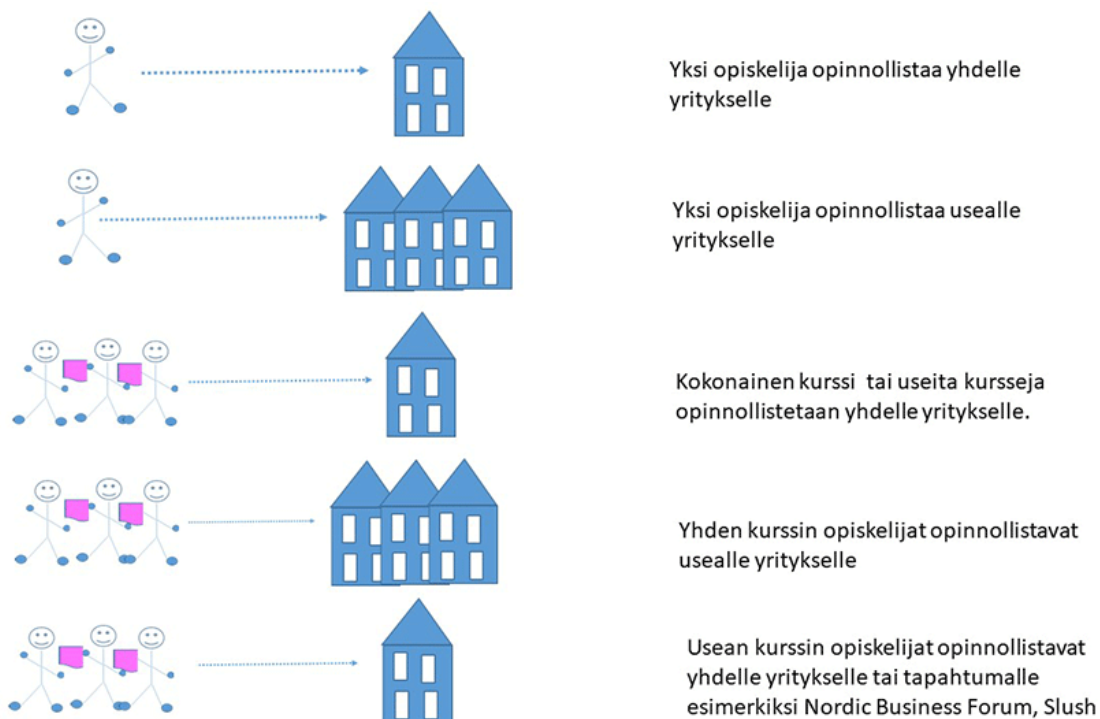 Yksi opiskelija opinnollistaa yhdelle
yritykselle
Yksi opiskelija opinnollistaa usealle
yritykselle
Kokonainen kurssi tai useita kursseja
opinnollistetaan yhdelle yritykselle.
Yhden kurssin opiskelijat opinnollistavat
usealle yritykselle
Usean kurssin opiskelijat opinnollistavat
yhdelle yritykselle tai tapahtumalle
esimerkiksi Nordic Business Forum, Slush